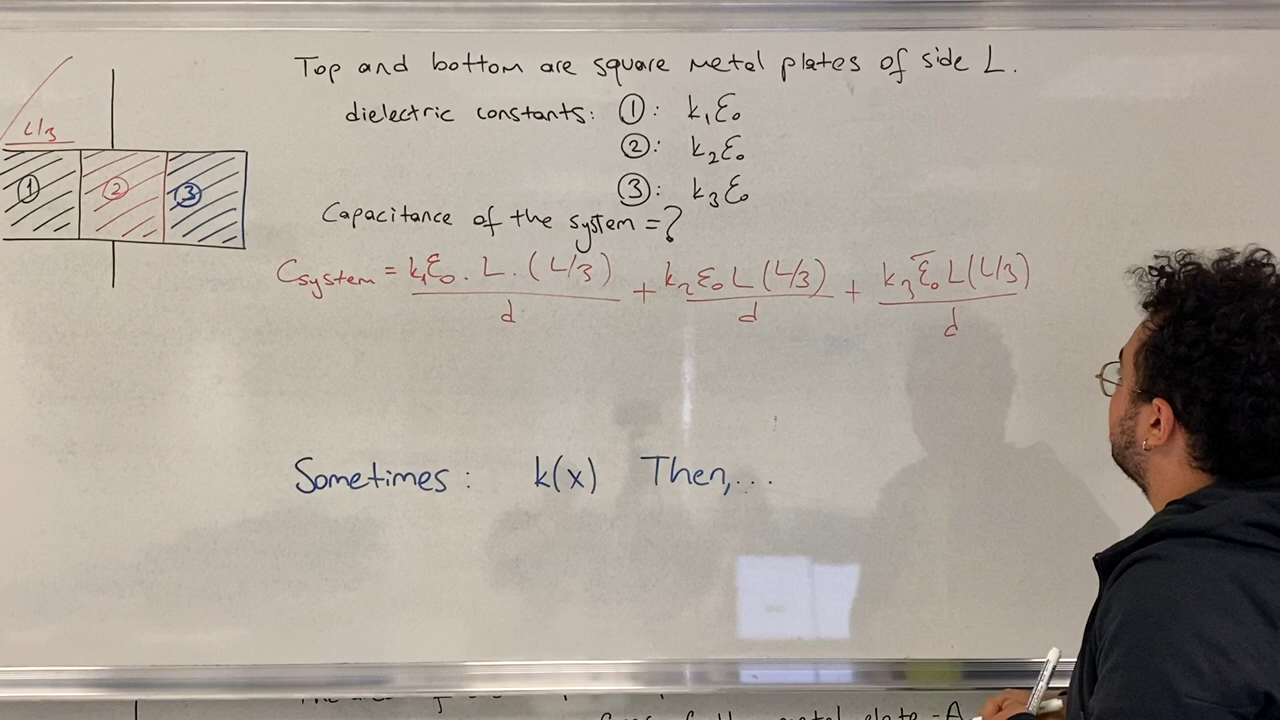 Top and bottom are square metal plates of side L.
dielectric constants: ①: k₁ε₀
②: k₂ε₀
③: k₃ε₀
L/3
① ② ③
Capacitance of the system = ?
Csystem = k₁ε₀ . L . (L/3) / d + k₂ε₀ L (L/3) / d + k₃ε₀ L (L/3) / d
Sometimes : k(x) Then,...